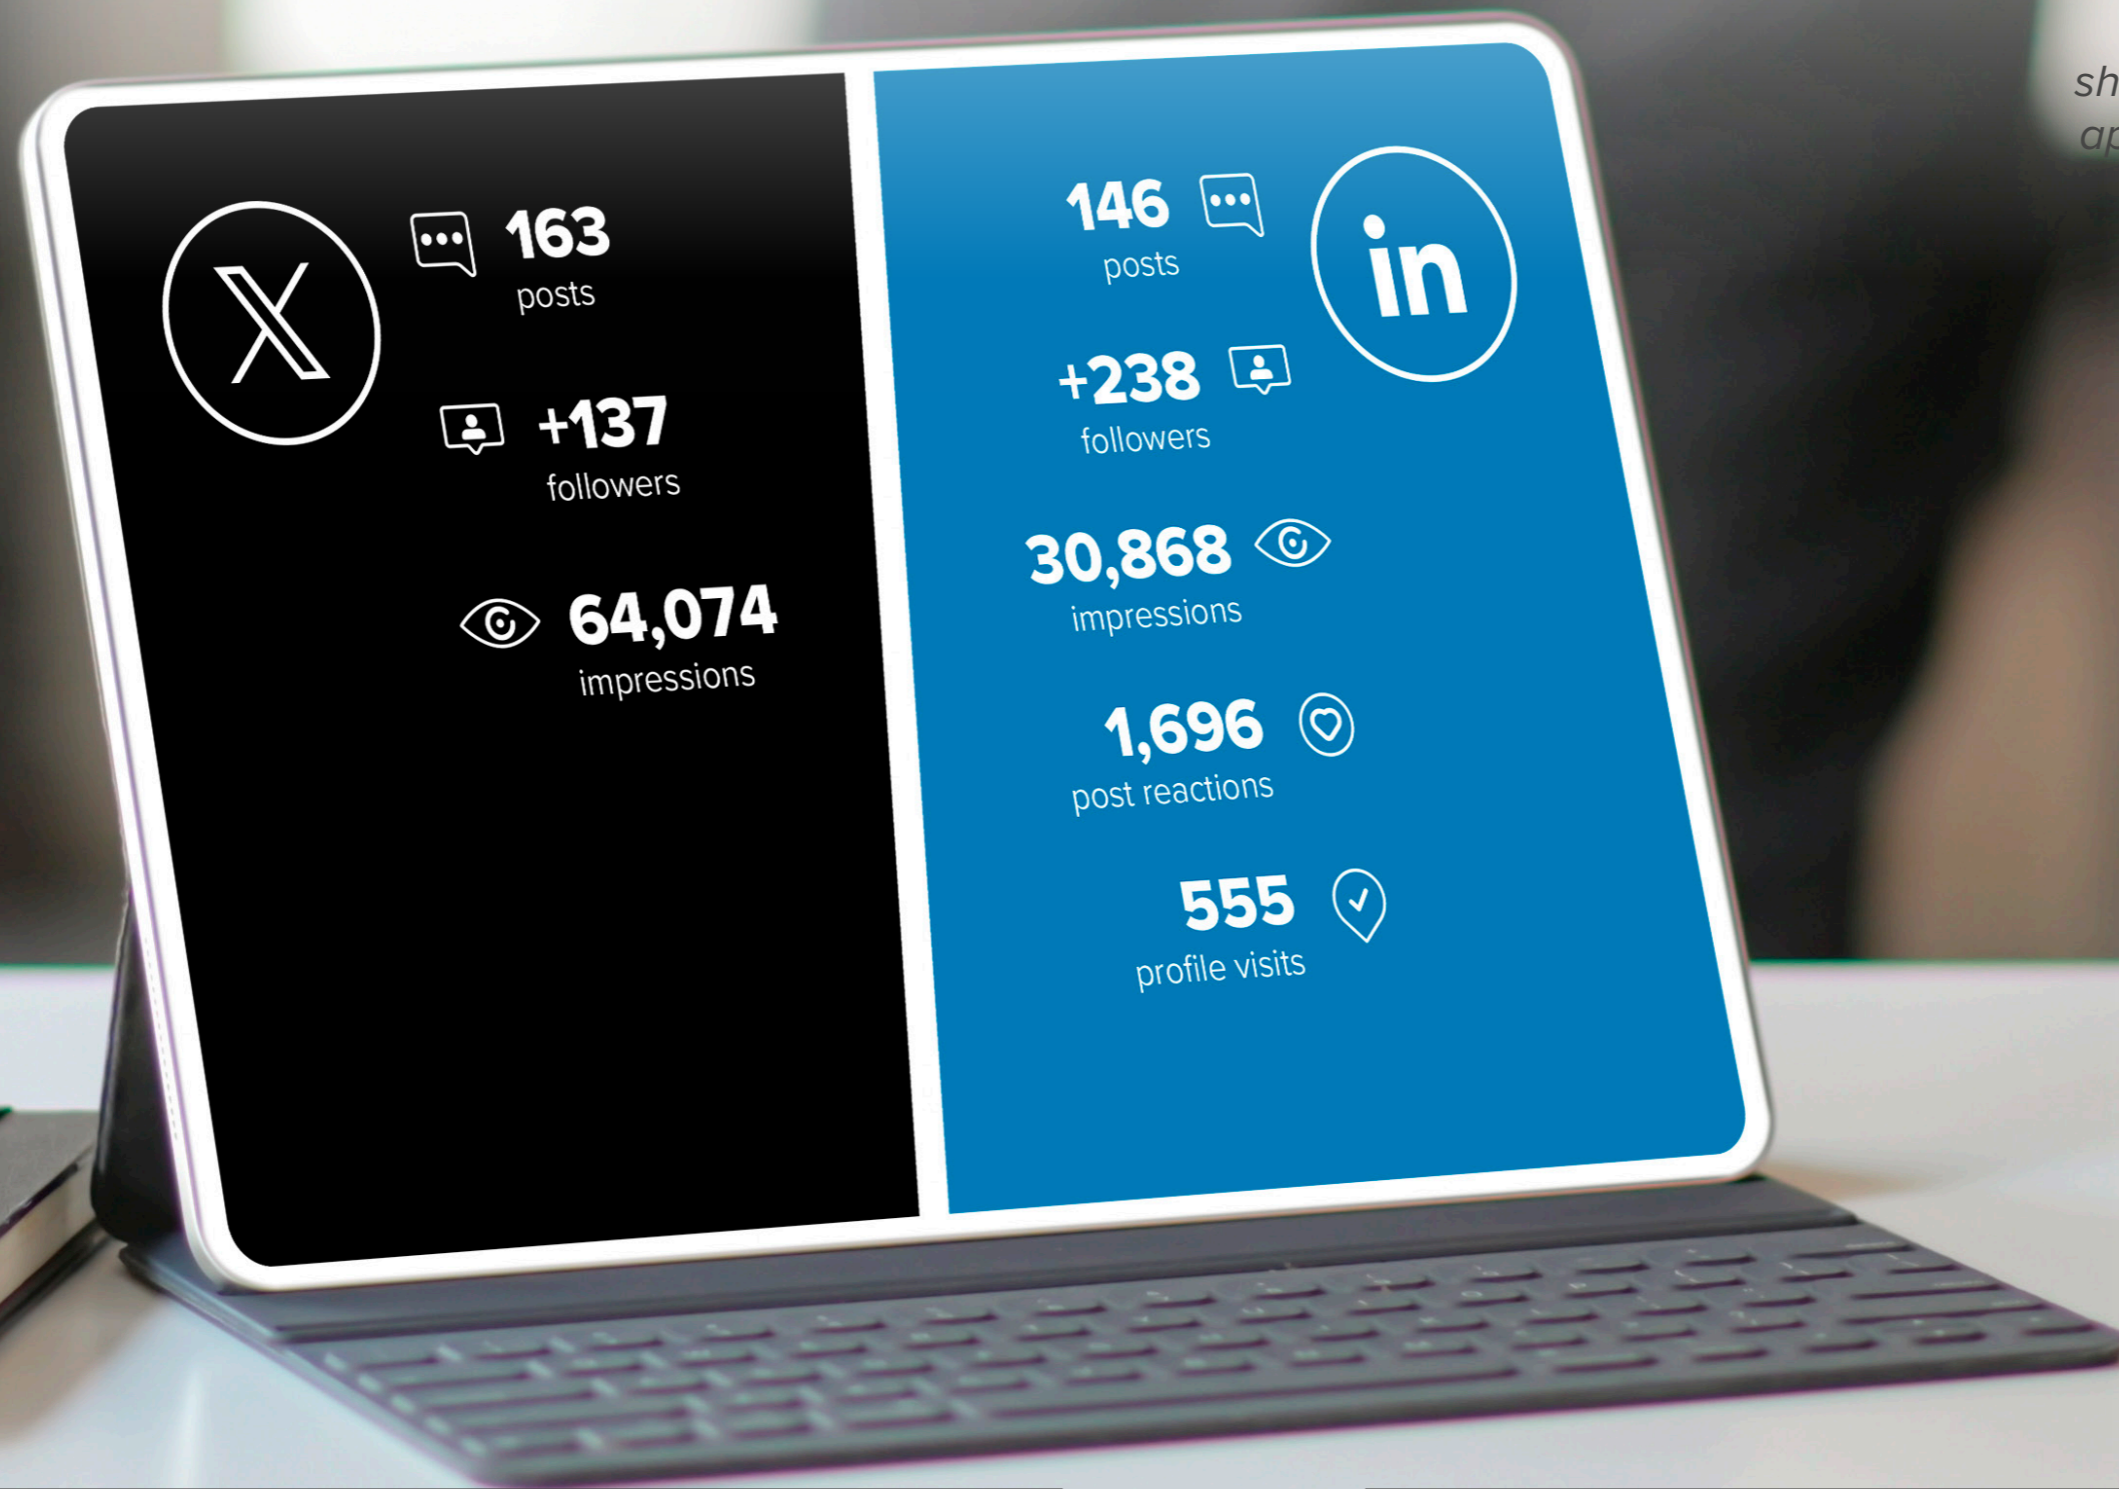 163
posts
+137
followers
64,074
impressions
146
posts
in
+238
followers
30,868
impressions
1,696
post reactions
555
profile visits